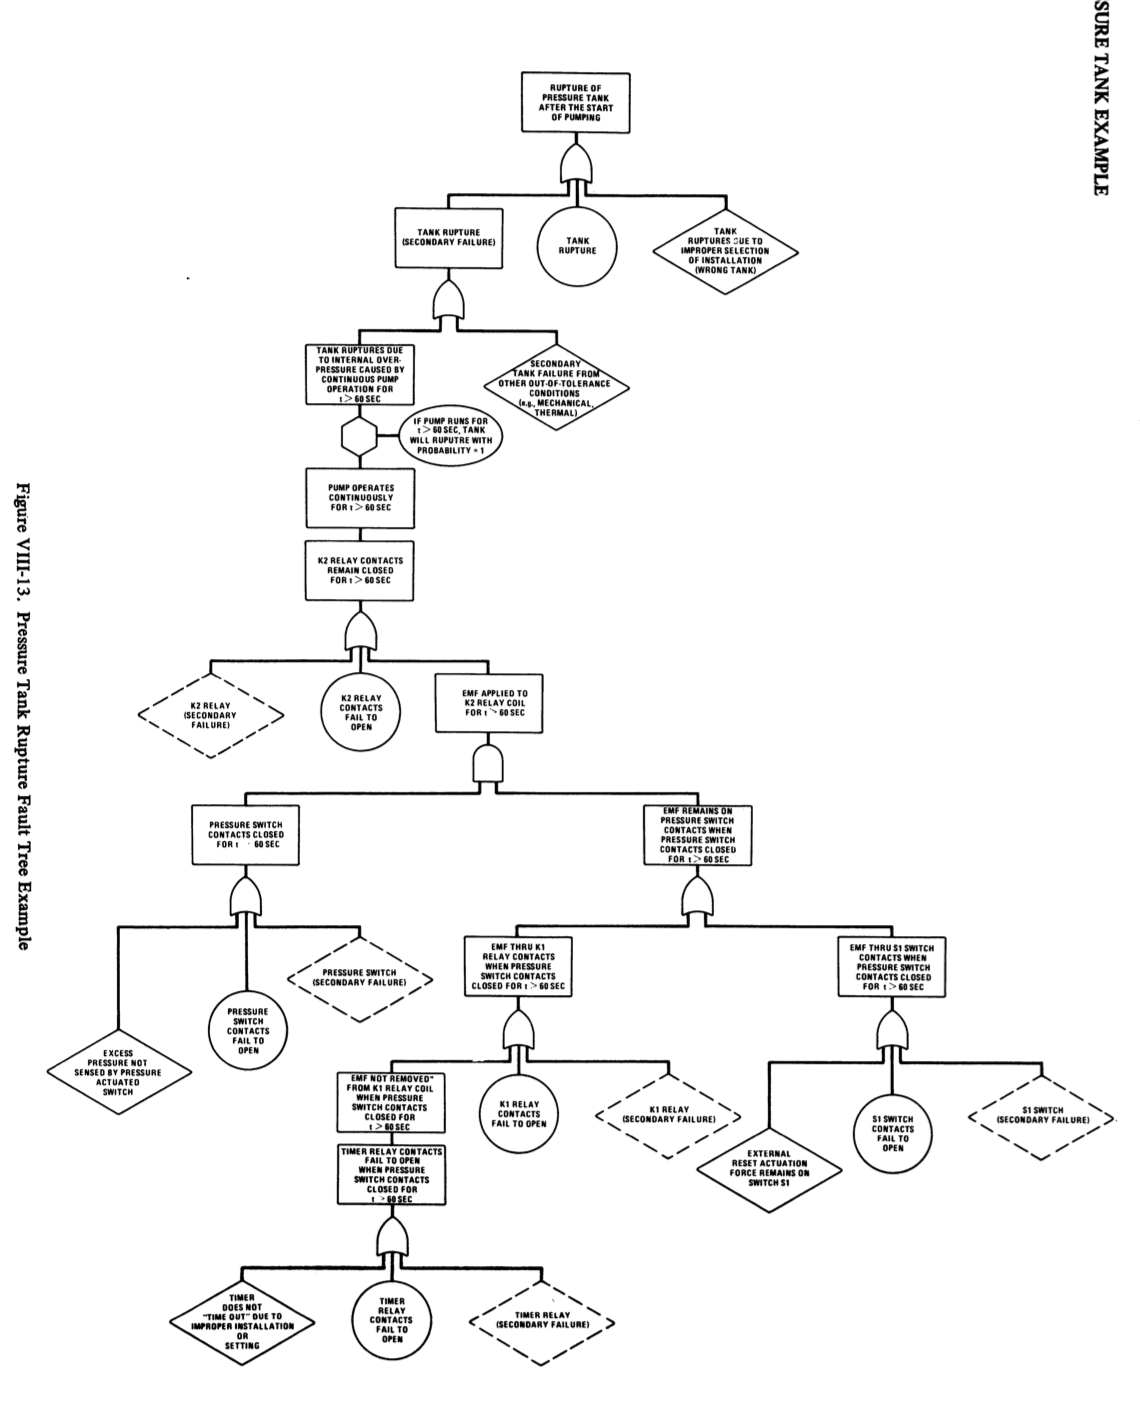 SURE TANK EXAMPLE
RUPTURE OF
PRESSURE TANK
AFTER THE START
OF PUMPING
TANK RUPTURE
(SECONDARY FAILURE)
TANK
RUPTURE
TANK
RUPTURES DUE TO
IMPROPER SELECTION
OF INSTALLATION
(WRONG TANK)
TANK RUPTURES DUE
TO INTERNAL OVER-
PRESSURE CAUSED BY
CONTINUOUS PUMP
OPERATION FOR
t > 60 SEC
SECONDARY
TANK FAILURE FROM
OTHER OUT-OF-TOLERANCE
CONDITIONS
(e.g., MECHANICAL,
THERMAL)
IF PUMP RUNS FOR
t > 60 SEC, TANK
WILL RUPUTRE WITH
PROBABILITY = 1
PUMP OPERATES
CONTINUOUSLY
FOR t > 60 SEC
K2 RELAY CONTACTS
REMAIN CLOSED
FOR t > 60 SEC
K2 RELAY
(SECONDARY
FAILURE)
K2 RELAY
CONTACTS
FAIL TO
OPEN
EMF APPLIED TO
K2 RELAY COIL
FOR t > 60 SEC
PRESSURE SWITCH
CONTACTS CLOSED
FOR t 60 SEC
EMF REMAINS ON
PRESSURE SWITCH
CONTACTS WHEN
PRESSURE SWITCH
CONTACTS CLOSED
FOR t > 60 SEC
EXCESS
PRESSURE NOT
SENSED BY PRESSURE
ACTUATED
SWITCH
PRESSURE
SWITCH
CONTACTS
FAIL TO
OPEN
PRESSURE SWITCH
(SECONDARY FAILURE)
EMF THRU K1
RELAY CONTACTS
WHEN PRESSURE
SWITCH CONTACTS
CLOSED FOR t > 60 SEC
EMF THRU S1 SWITCH
CONTACTS WHEN
PRESSURE SWITCH
CONTACTS CLOSED
FOR t > 60 SEC
EMF NOT REMOVED
FROM K1 RELAY COIL
WHEN PRESSURE
SWITCH CONTACTS
CLOSED FOR
t > 60 SEC
K1 RELAY
CONTACTS
FAIL TO OPEN
K1 RELAY
(SECONDARY FAILURE)
EXTERNAL
RESET ACTUATION
FORCE REMAINS ON
SWITCH S1
S1 SWITCH
CONTACTS
FAIL TO
OPEN
S1 SWITCH
(SECONDARY FAILURE)
TIMER RELAY CONTACTS
FAIL TO OPEN
WHEN PRESSURE
SWITCH CONTACTS
CLOSED FOR
t > 60 SEC
TIMER
DOES NOT
"TIME OUT" DUE TO
IMPROPER INSTALLATION
OR
SETTING
TIMER
RELAY
CONTACTS
FAIL TO
OPEN
TIMER RELAY
(SECONDARY FAILURE)
Figure VIII-13. Pressure Tank Rupture Fault Tree Example